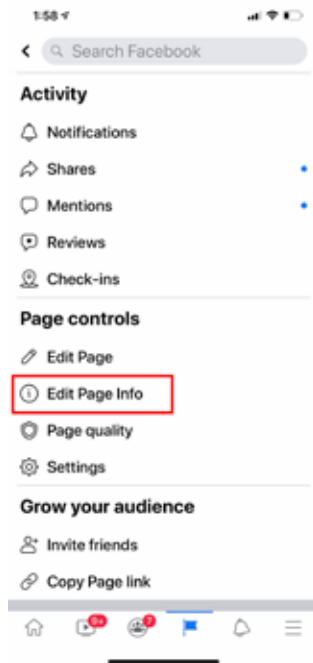 1:58
Search Facebook
Activity
Notifications
Shares
Mentions
Reviews
Check-ins
Page controls
Edit Page
Edit Page Info
Page quality
Settings
Grow your audience
Invite friends
Copy Page link
9+